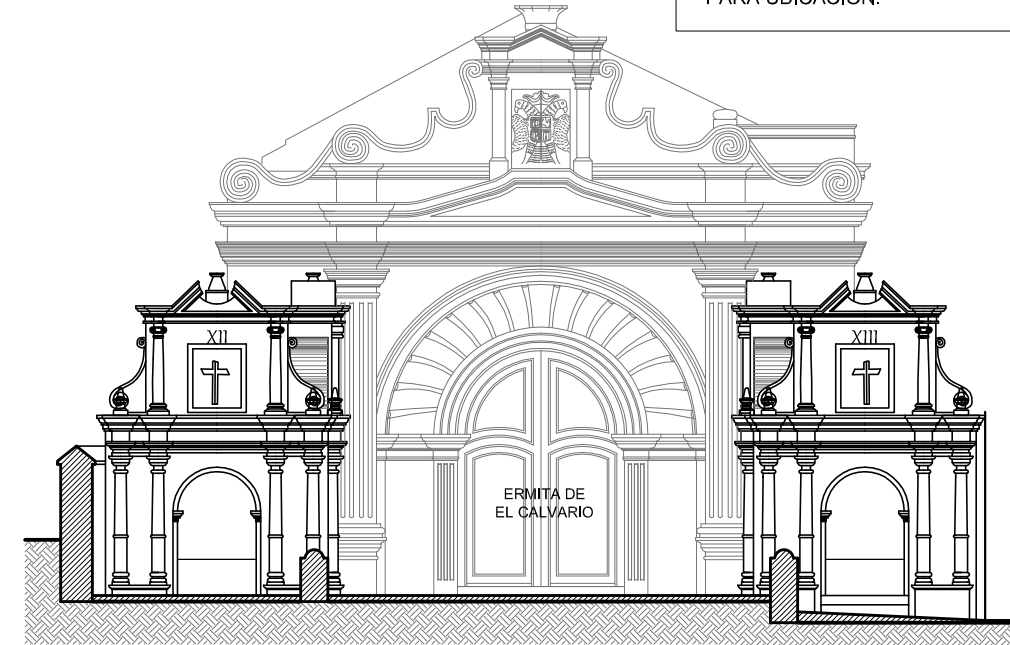 PARA UBICACIÓN.
XII
XIII
ERMITA DE
EL CALVARIO